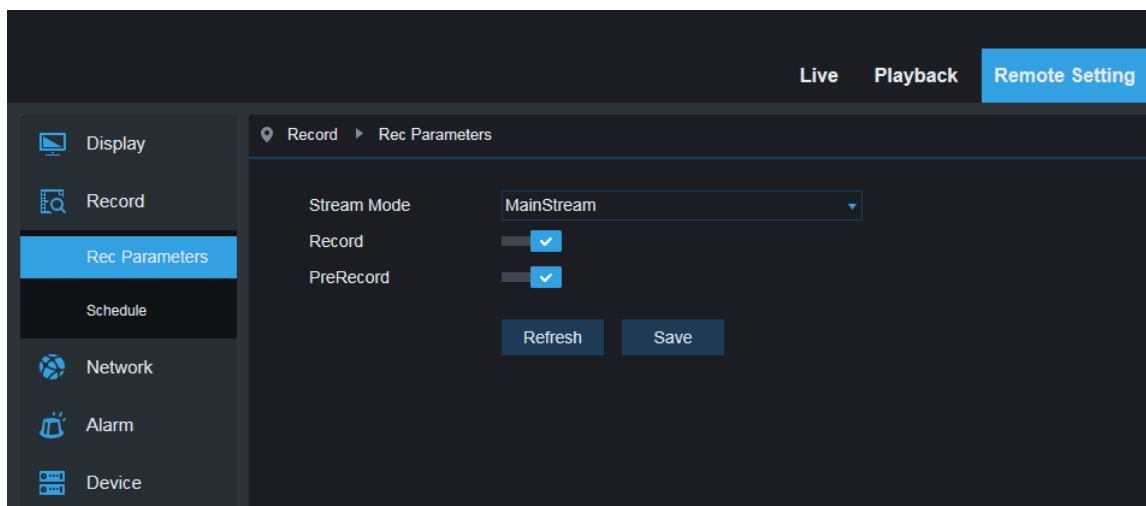 Live Playback Remote Setting
Display
Record
Rec Parameters
Schedule
Network
Alarm
Device
Record Rec Parameters
Stream Mode MainStream
Record
PreRecord
Refresh Save